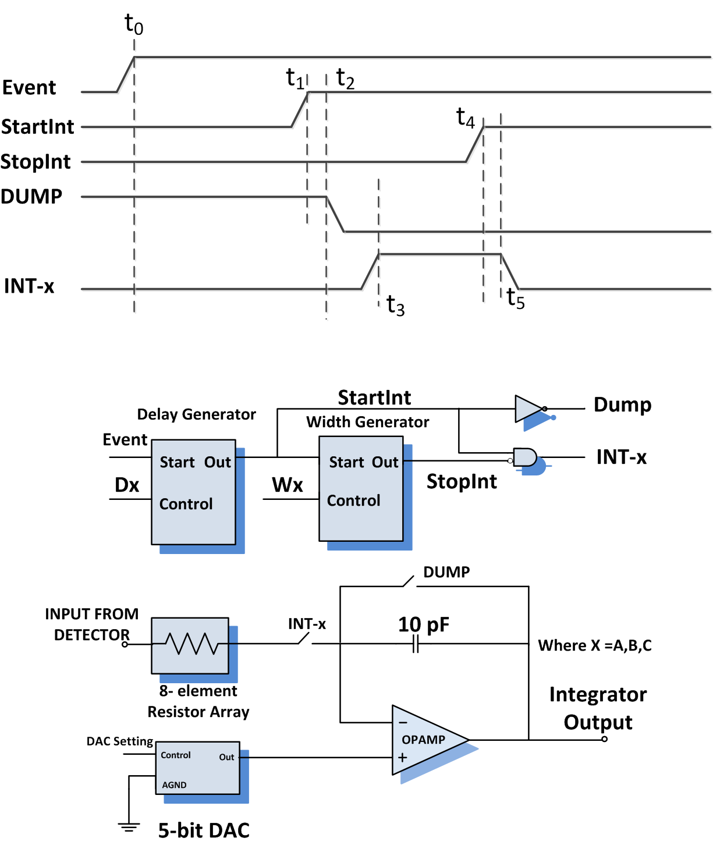 t0
Event
t1
t2
StartInt
t4
StopInt
DUMP
INT-x
t3
t5
StartInt
Dump
Delay Generator
Width Generator
Event
Start Out
Start Out
INT-x
Dx
Wx
StopInt
Control
Control
DUMP
INPUT FROM
DETECTOR
INT-x
10 pF
Where X =A,B,C
8- element
Resistor Array
Integrator
Output
−
OPAMP
+
DAC Setting
Control
Out
AGND
5-bit DAC